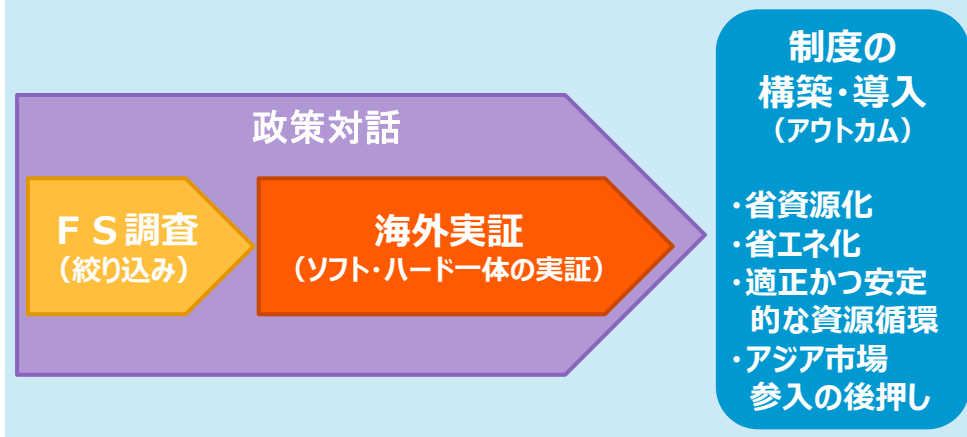 政策対話
ＦＳ調査
（絞り込み）
海外実証
（ソフト・ハード一体の実証）
制度の
構築・導入
（アウトカム）
・省資源化
・省エネ化
・適正かつ安定
的な資源循環
・アジア市場
参入の後押し